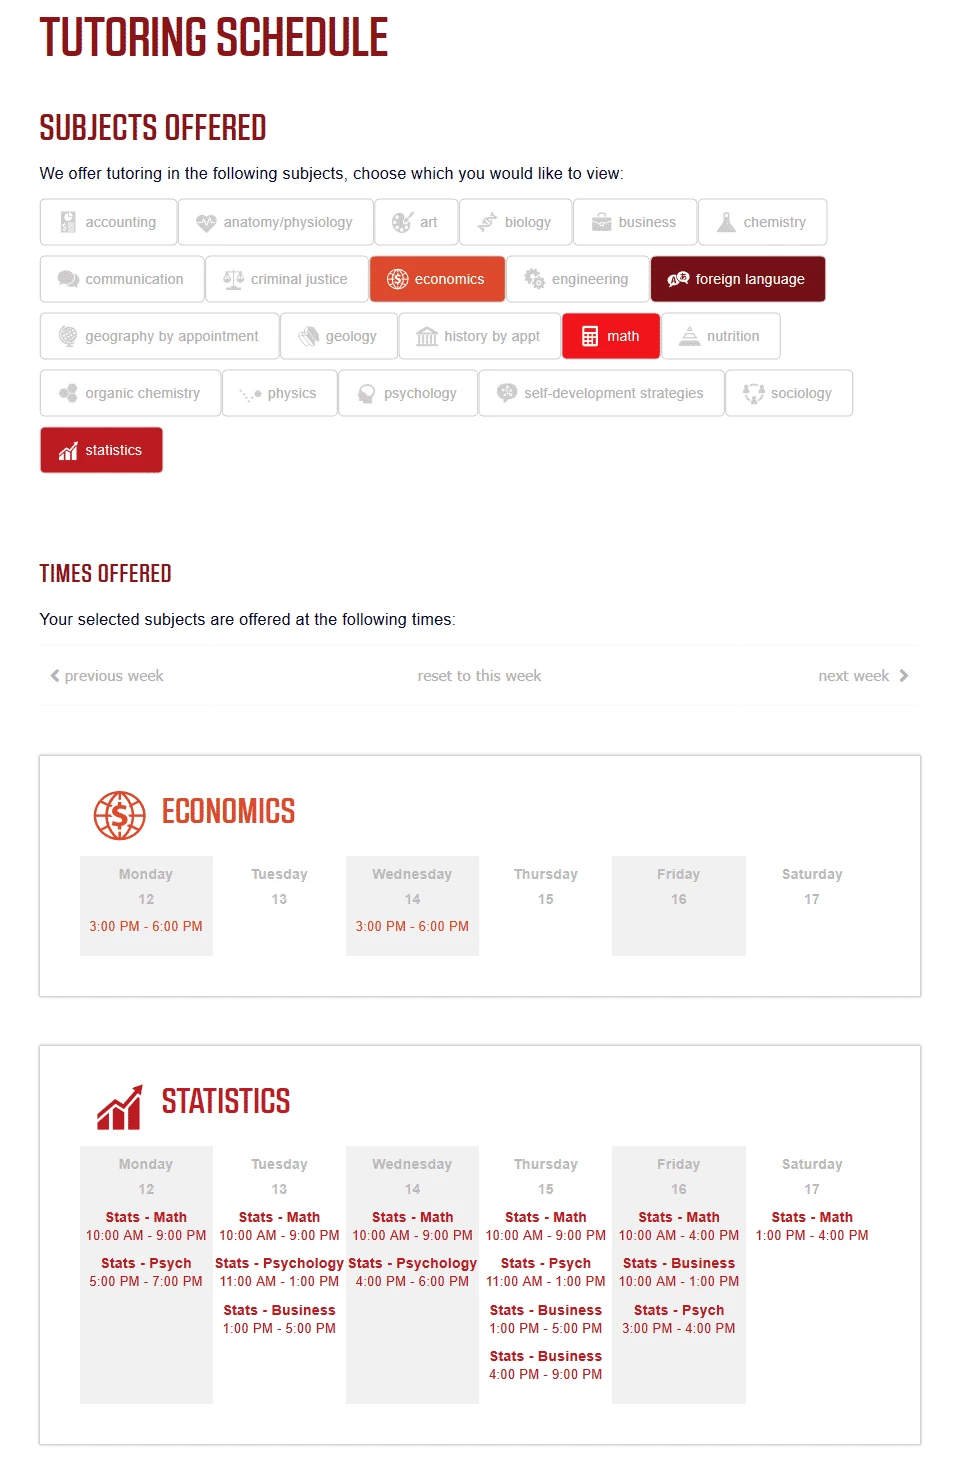 TUTORING SCHEDULE
SUBJECTS OFFERED
We offer tutoring in the following subjects, choose which you would like to view:
accounting anatomy/physiology art biology business chemistry
communication criminal justice economics engineering foreign language
geography by appointment geology history by appt math nutrition
organic chemistry physics psychology self-development strategies sociology
statistics
TIMES OFFERED
Your selected subjects are offered at the following times:
previous week reset to this week next week
ECONOMICS
Monday Tuesday Wednesday Thursday Friday Saturday
12 13 14 15 16 17
3:00 PM - 6:00 PM 3:00 PM - 6:00 PM
STATISTICS
Monday Tuesday Wednesday Thursday Friday Saturday
12 13 14 15 16 17
Stats - Math Stats - Math Stats - Math Stats - Math Stats - Math Stats - Math
10:00 AM - 9:00 PM 10:00 AM - 9:00 PM 10:00 AM - 9:00 PM 10:00 AM - 9:00 PM 10:00 AM - 4:00 PM 1:00 PM - 4:00 PM
Stats - Psych Stats - Psychology Stats - Psychology Stats - Psych Stats - Business
5:00 PM - 7:00 PM 11:00 AM - 1:00 PM 4:00 PM - 6:00 PM 11:00 AM - 1:00 PM 10:00 AM - 1:00 PM
Stats - Business Stats - Business Stats - Psych
1:00 PM - 5:00 PM 1:00 PM - 5:00 PM 3:00 PM - 4:00 PM
Stats - Business
4:00 PM - 9:00 PM